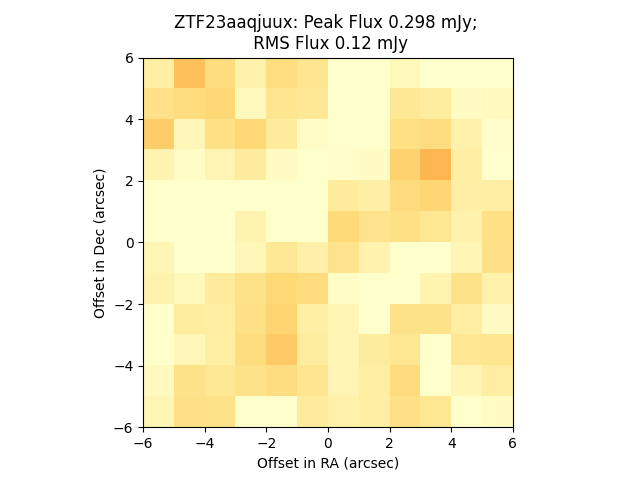 ZTF23aaqjuux: Peak Flux 0.298 mJy;
RMS Flux 0.12 mJy
6
4
2
0
−2
−4
−6
Offset in Dec (arcsec)
−6 −4 −2 0 2 4 6
Offset in RA (arcsec)